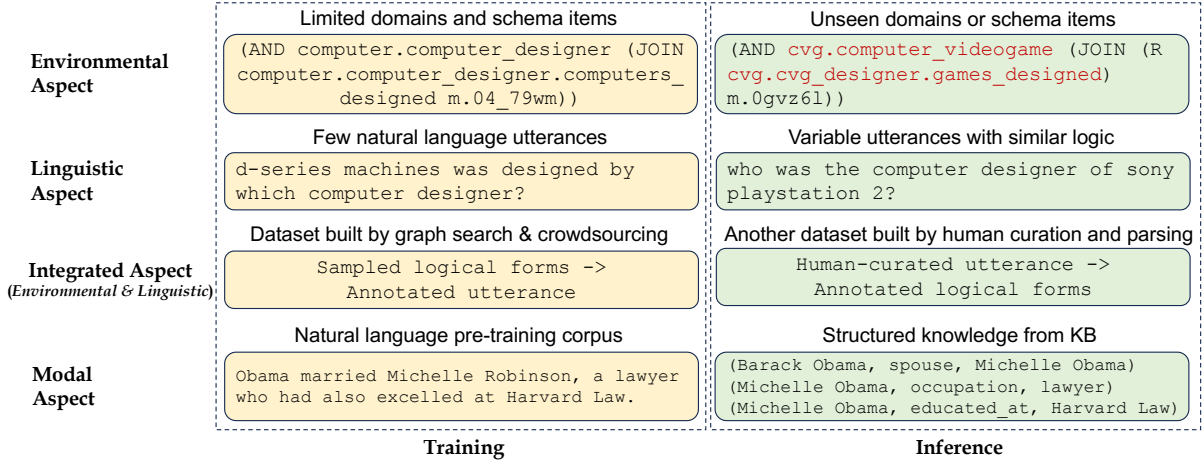 Limited domains and schema items
Unseen domains or schema items
Environmental
Aspect
(AND computer.computer_designer (JOIN
computer.computer_designer.computers_
designed m.04_79wm))
(AND cvg.computer_videogame (JOIN (R
cvg.cvg_designer.games_designed)
m.0gvz6l))
Few natural language utterances
Variable utterances with similar logic
Linguistic
Aspect
d-series machines was designed by
which computer designer?
who was the computer designer of sony
playstation 2?
Dataset built by graph search & crowdsourcing
Another dataset built by human curation and parsing
Integrated Aspect
(Environmental & Linguistic)
Sampled logical forms ->
Annotated utterance
Human-curated utterance ->
Annotated logical forms
Natural language pre-training corpus
Structured knowledge from KB
Modal
Aspect
Obama married Michelle Robinson, a lawyer
who had also excelled at Harvard Law.
(Barack Obama, spouse, Michelle Obama)
(Michelle Obama, occupation, lawyer)
(Michelle Obama, educated_at, Harvard Law)
Training
Inference